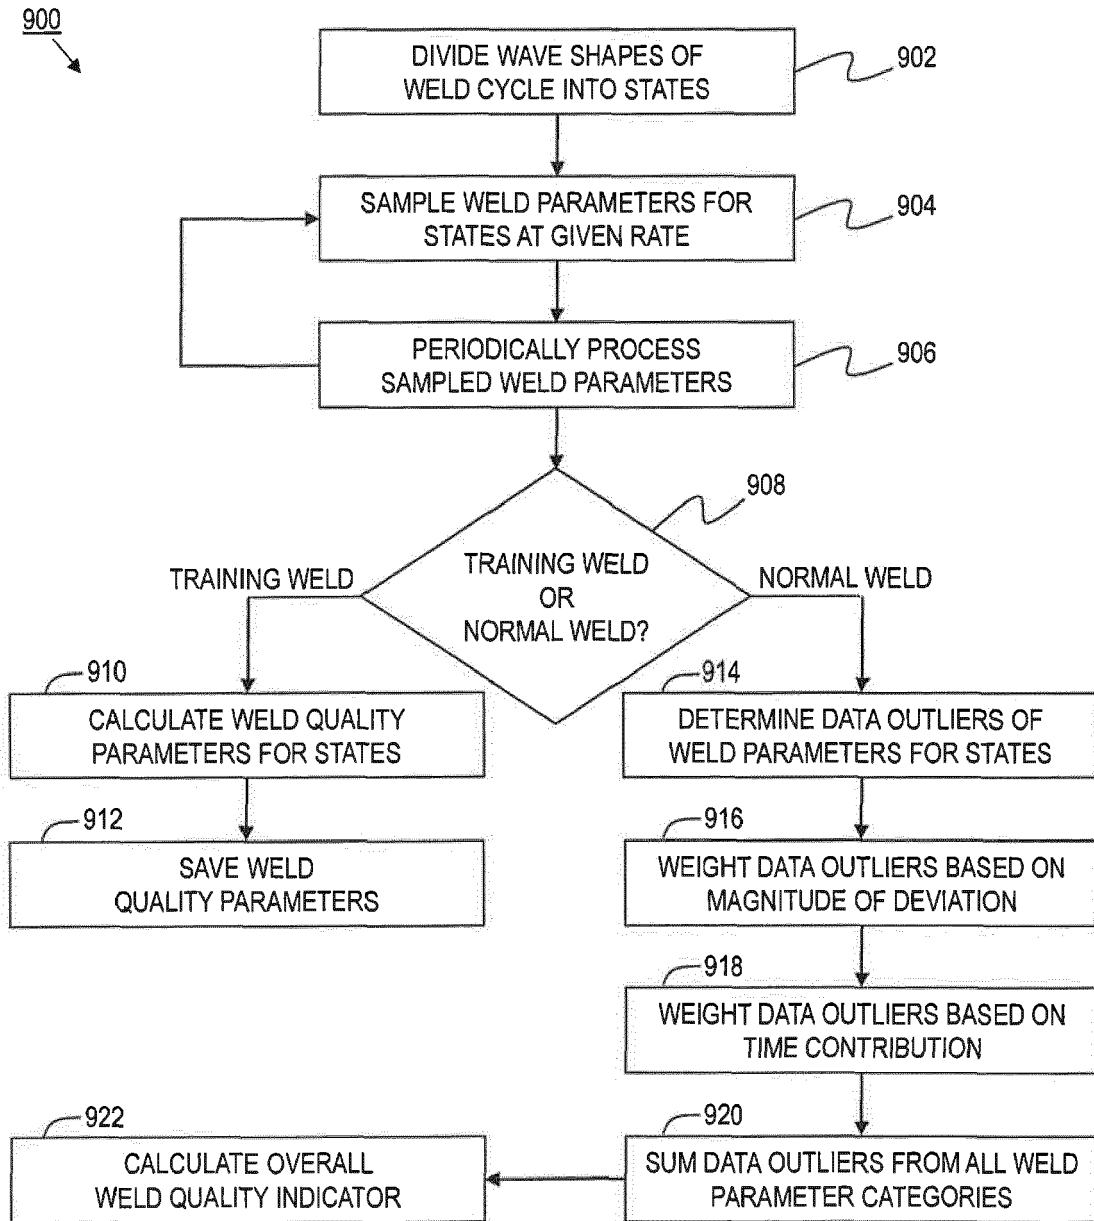 900
DIVIDE WAVE SHAPES OF
WELD CYCLE INTO STATES
902
SAMPLE WELD PARAMETERS FOR
STATES AT GIVEN RATE
904
PERIODICALLY PROCESS
SAMPLED WELD PARAMETERS
906
908
TRAINING WELD
OR
NORMAL WELD?
TRAINING WELD
NORMAL WELD
910
CALCULATE WELD QUALITY
PARAMETERS FOR STATES
912
SAVE WELD
QUALITY PARAMETERS
914
DETERMINE DATA OUTLIERS OF
WELD PARAMETERS FOR STATES
916
WEIGHT DATA OUTLIERS BASED ON
MAGNITUDE OF DEVIATION
918
WEIGHT DATA OUTLIERS BASED ON
TIME CONTRIBUTION
920
SUM DATA OUTLIERS FROM ALL WELD
PARAMETER CATEGORIES
922
CALCULATE OVERALL
WELD QUALITY INDICATOR